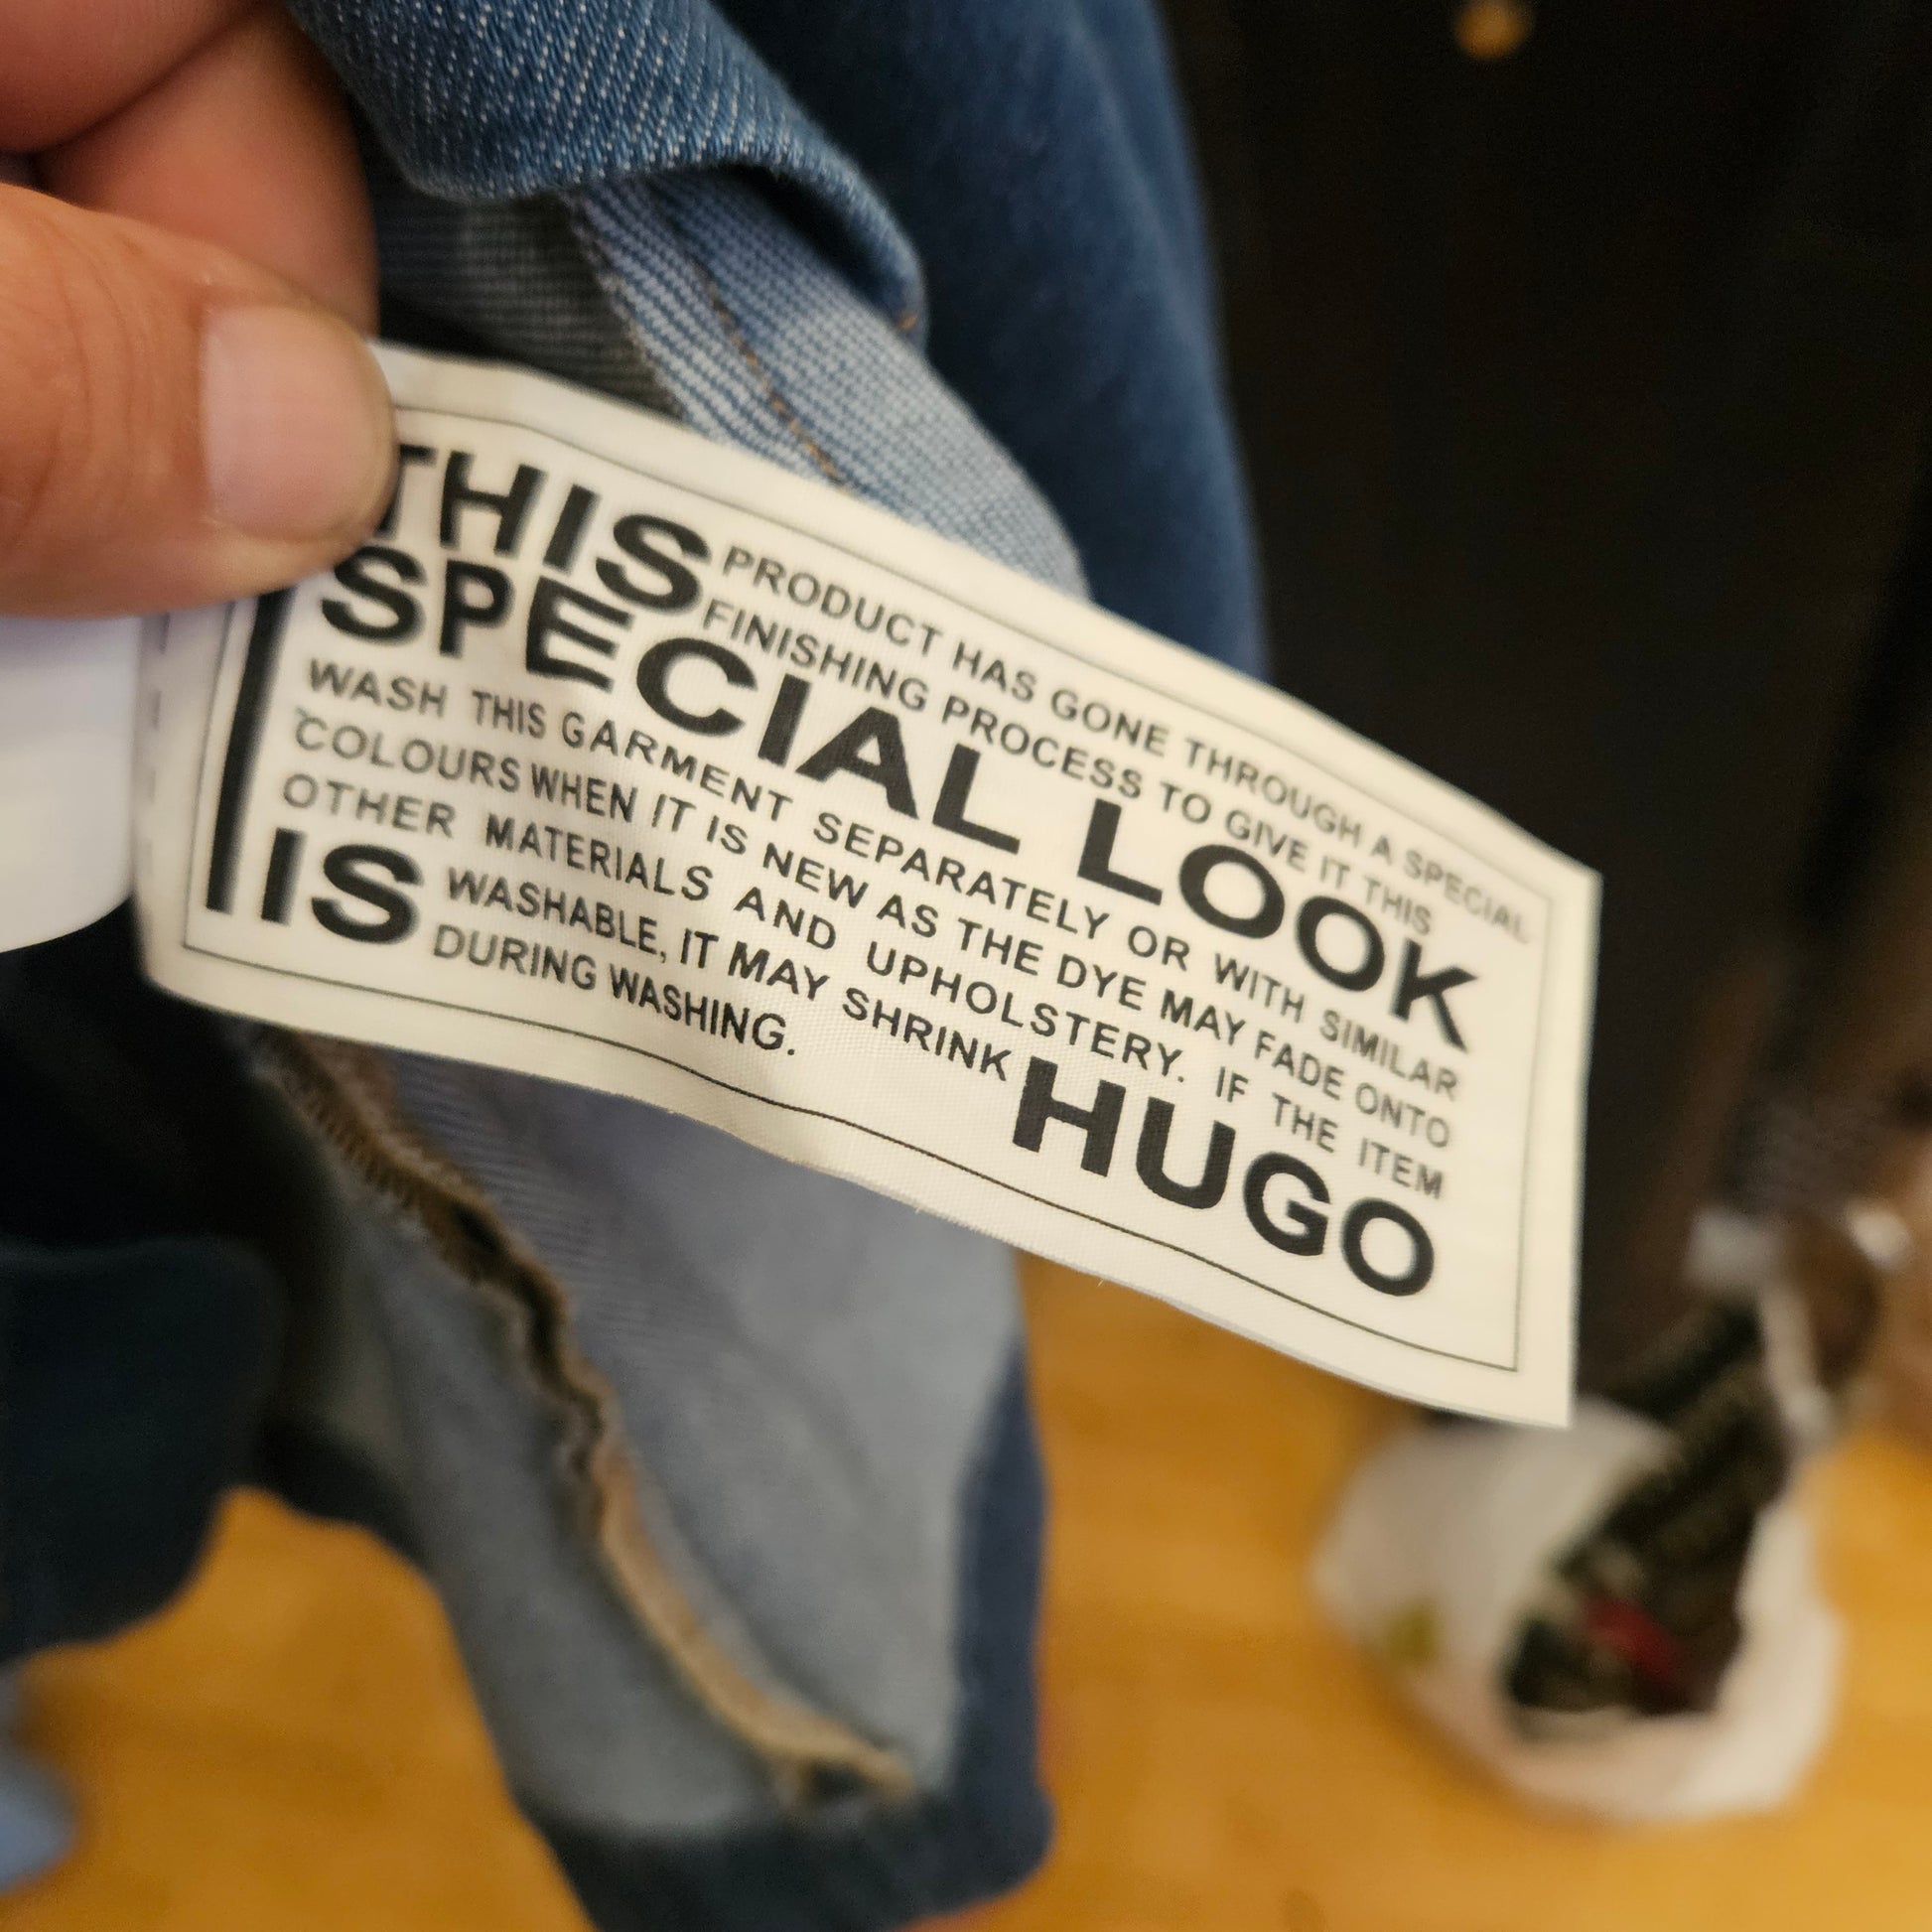 THIS PRODUCT HAS GONE THROUGH A SPECIAL
FINISHING PROCESS TO GIVE IT THIS
SPECIAL LOOK
WASH THIS GARMENT SEPARATELY OR WITH SIMILAR
COLOURS WHEN IT IS NEW AS THE DYE MAY FADE ONTO
OTHER MATERIALS AND UPHOLSTERY. IF THE ITEM
IS WASHABLE, IT MAY SHRINK
DURING WASHING.
HUGO